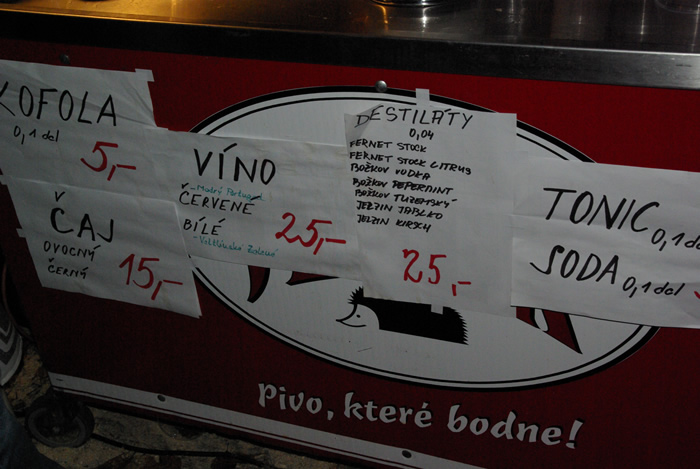 KOFOLA
0,1 dcl
5,-
ČAJ
OVOCNÝ
ČERNÝ
15,-
VÍNO
- Modrý Portugal
ČERVENÉ
BÍLÉ
- Veltlínské Zelené
25,-
DESTILÁTY
0,04
FERNET STOCK
FERNET STOCK CITRUS
BOŽKOV VODKA
BOŽKOV PEPERMINT
BOŽKOV TUZEMSKÝ
JELZIN JABLKO
JELZIN KIRSCH
25,-
TONIC 0,1 dc
SODA 0,1 dcl
Pivo, které bodne!